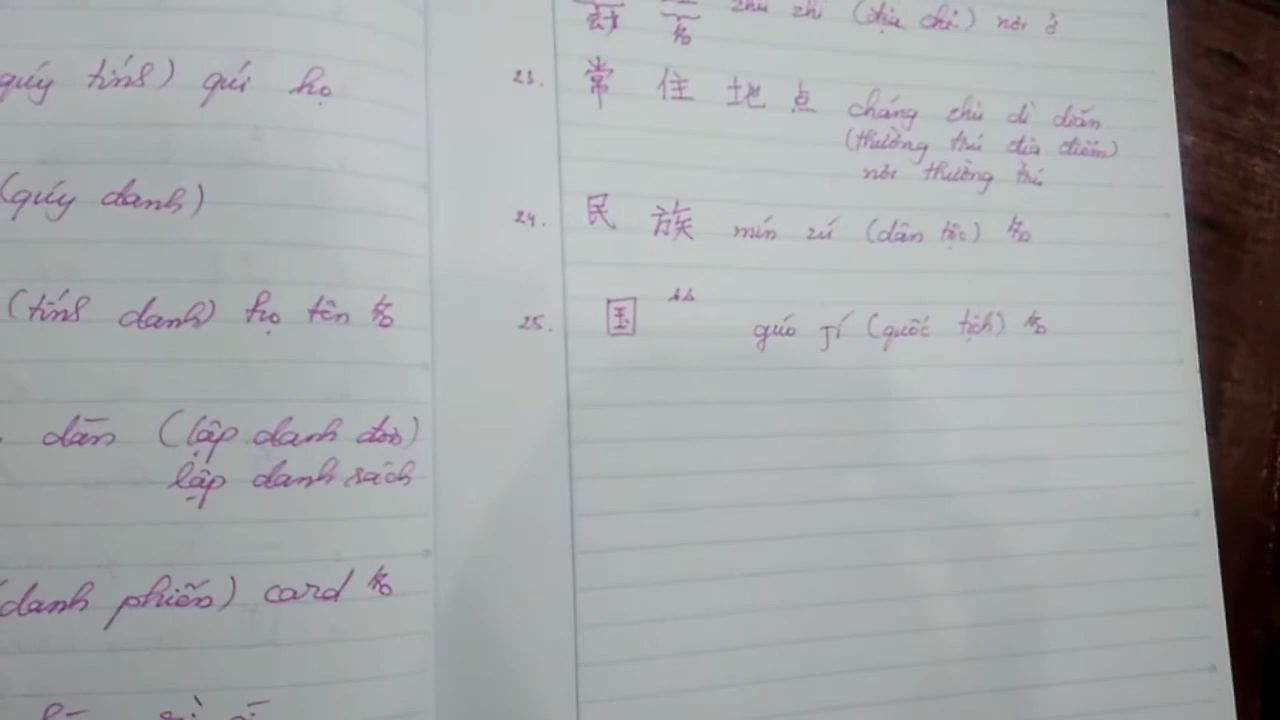 quý tính) quí họ
(quý danh)
(tính danh) họ tên
dān (lập danh đơn)
lập danh sách
danh phiến) card
zhù zhǐ (địa chỉ) nơi ở
23. 常 住 地 点 cháng zhù dì diǎn
(thường trú địa điểm)
nơi thường trú
24. 民 族 mín zú (dân tộc)
25. 国 guó jí (quốc tịch)